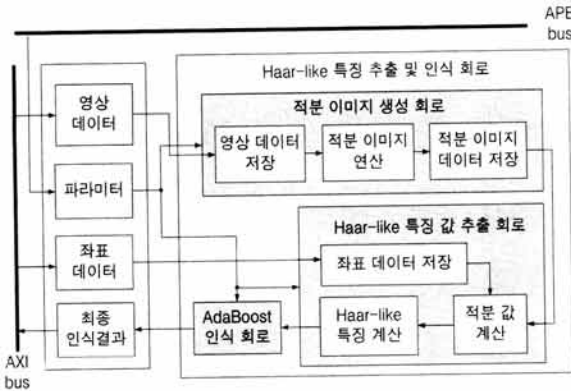 APB
bus
Haar-like 특징 추출 및 인식 회로
영상
데이터
적분 이미지 생성 회로
영상 데이터
저장
적분 이미지
연산
적분 이미지
데이터 저장
파라미터
Haar-like 특징 값 추출 회로
좌표
데이터
좌표 데이터 저장
최종
인식결과
AdaBoost
인식 회로
Haar-like
특징 계산
적분 값
계산
AXI
bus